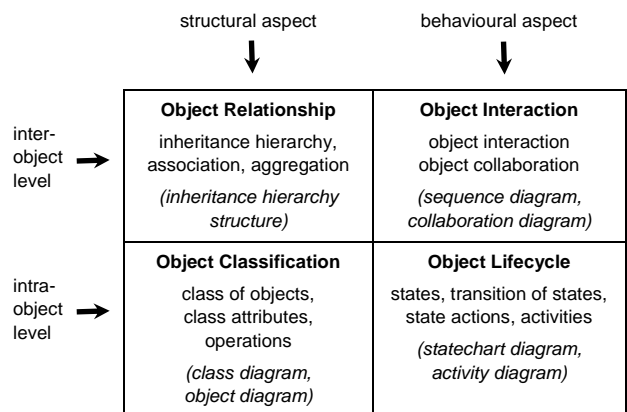 structural aspect
behavioural aspect
inter-
object
level
Object Relationship
inheritance hierarchy,
association, aggregation
(inheritance hierarchy
structure)
Object Interaction
object interaction
object collaboration
(sequence diagram,
collaboration diagram)
intra-
object
level
Object Classification
class of objects,
class attributes,
operations
(class diagram,
object diagram)
Object Lifecycle
states, transition of states,
state actions, activities
(statechart diagram,
activity diagram)